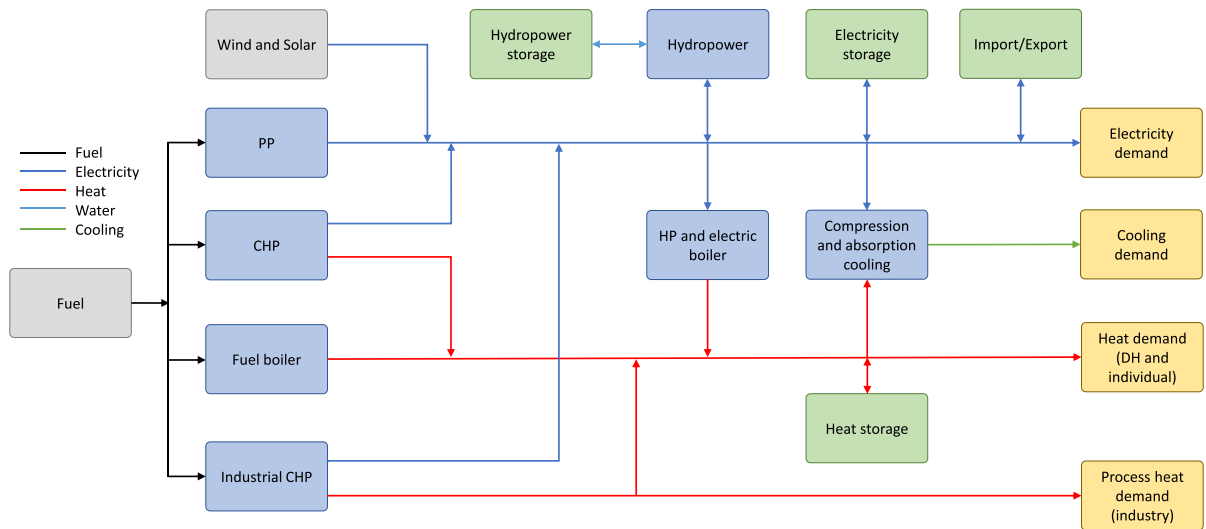 Wind and Solar
Hydropower
storage
Hydropower
Electricity
storage
Import/Export
PP
Electricity
demand
Fuel
Electricity
Heat
Water
Cooling
CHP
HP and electric
boiler
Compression
and absorption
cooling
Cooling
demand
Fuel
Fuel boiler
Heat demand
(DH and
individual)
Heat storage
Industrial CHP
Process heat
demand
(industry)